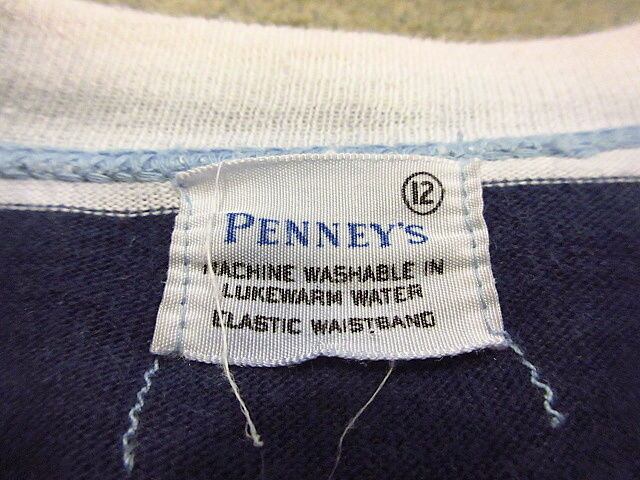 12
PENNEY'S
MACHINE WASHABLE IN
LUKEWARM WATER
ELASTIC WAISTBAND